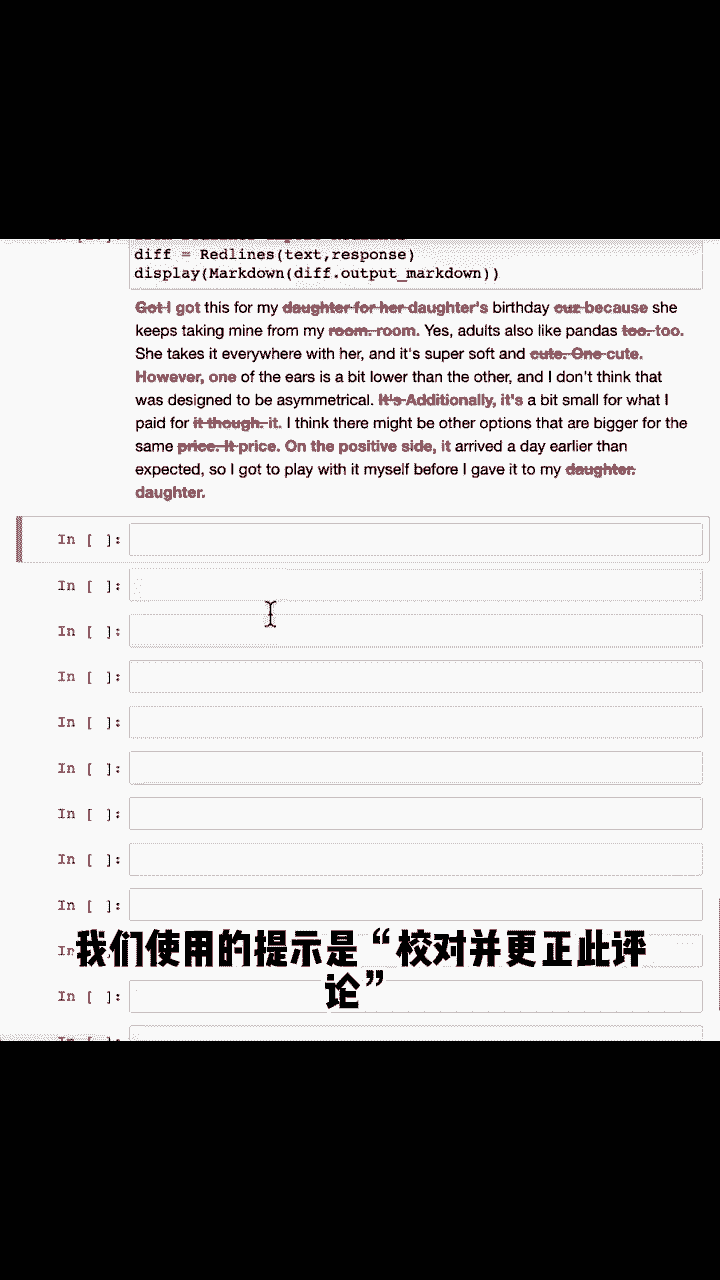 diff = Redlines(text,response)
display(Markdown(diff.output_markdown))
Got I got this for my daughter for her daughter's birthday cuz because she
keeps taking mine from my room. room. Yes, adults also like pandas too. too.
She takes it everywhere with her, and it's super soft and cute. One cute.
However, one of the ears is a bit lower than the other, and I don't think that
was designed to be asymmetrical. It's Additionally, it's a bit small for what I
paid for it though. it. I think there might be other options that are bigger for the
same price. It price. On the positive side, it arrived a day earlier than
expected, so I got to play with it myself before I gave it to my daughter.
daughter.
In [ ]:
In [ ]:
In [ ]:
In [ ]:
In [ ]:
In [ ]:
In [ ]:
In [ ]:
In [ ]:
我们使用的提示是“校对并更正此评
论”
In [ ]: